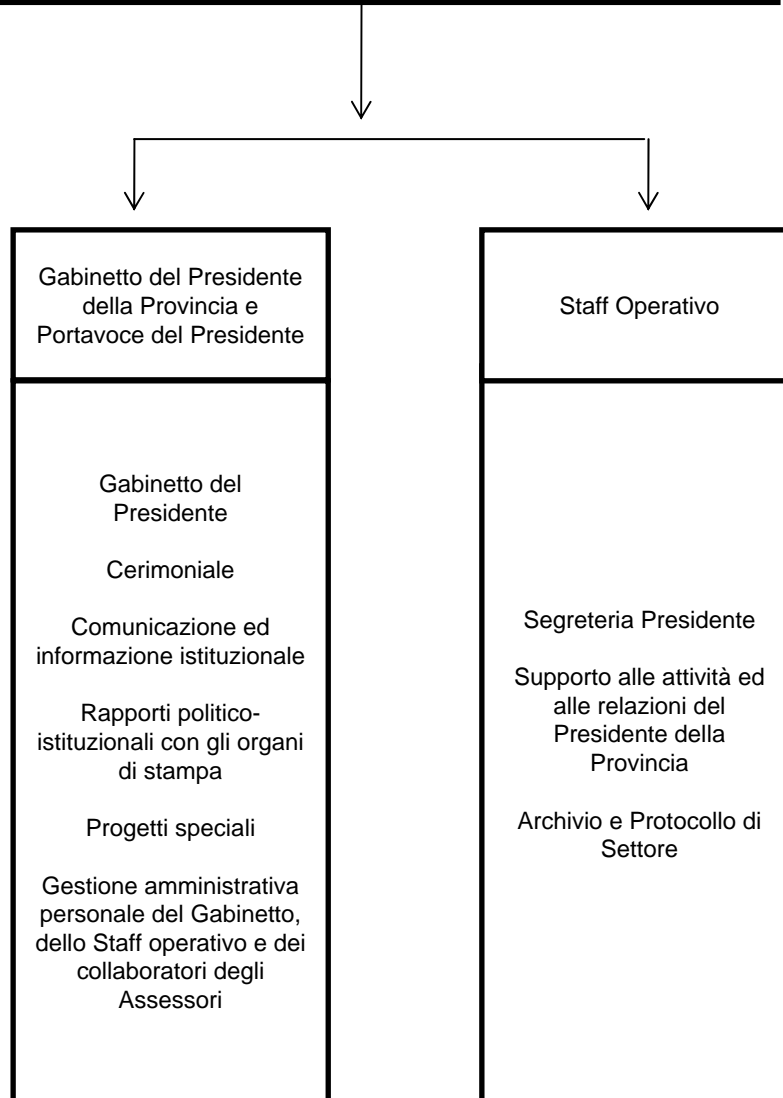 Gabinetto del Presidente
della Provincia e
Portavoce del Presidente
Gabinetto del
Presidente
Cerimoniale
Comunicazione ed
informazione istituzionale
Rapporti politico-
istituzionali con gli organi
di stampa
Progetti speciali
Gestione amministrativa
personale del Gabinetto,
dello Staff operativo e dei
collaboratori degli
Assessori
Staff Operativo
Segreteria Presidente
Supporto alle attività ed
alle relazioni del
Presidente della
Provincia
Archivio e Protocollo di
Settore